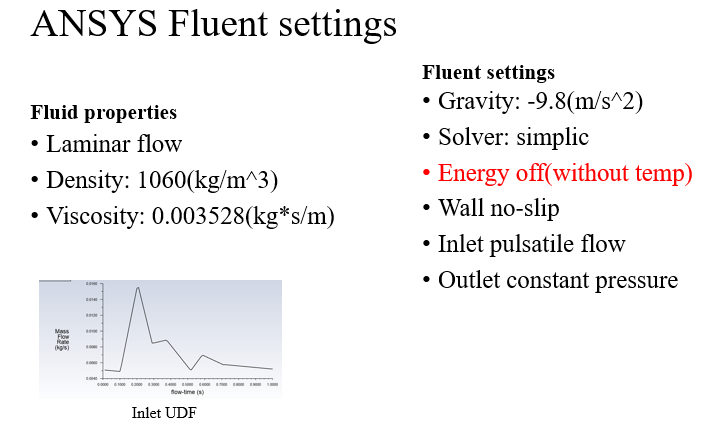 ANSYS Fluent settings
Fluid properties
• Laminar flow
• Density: 1060(kg/m^3)
• Viscosity: 0.003528(kg*s/m)
Fluent settings
• Gravity: -9.8(m/s^2)
• Solver: simplic
• Energy off(without temp)
• Wall no-slip
• Inlet pulsatile flow
• Outlet constant pressure
Mass
Flow
Rate
(kg/s)
0.0160
0.0140
0.0120
0.0100
0.0080
0.0060
0.0040
0.0000 0.1000 0.2000 0.3000 0.4000 0.5000 0.6000 0.7000 0.8000 0.9000 1.0000
flow-time (s)
Inlet UDF